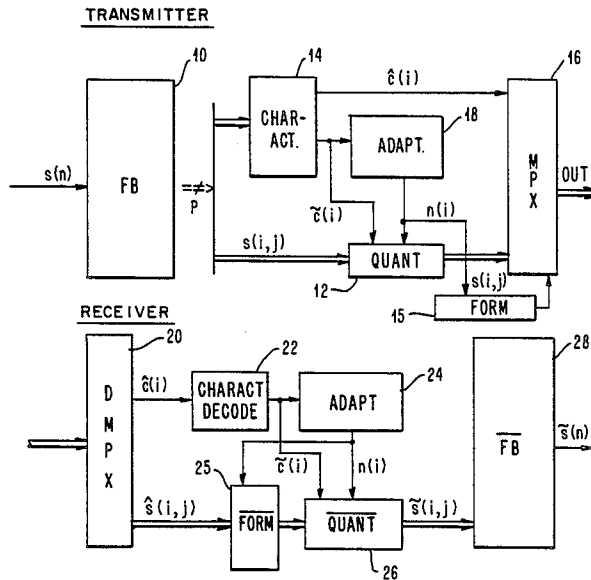 TRANSMITTER
10
14
16
ĉ(i)
CHAR-
ACT.
18
ADAPT.
s(n)
FB
P
M
P
X
OUT
c̃(i)
n(i)
s(i,j)
QUANT
12
s(i,j)
15
FORM
RECEIVER
20
22
24
28
ĉ(i)
CHARACT
DECODE
ADAPT
D
M
P
X
FB
s̃(n)
25
c̃(i)
n(i)
ŝ(i,j)
FORM
QUANT
s̃(i,j)
26